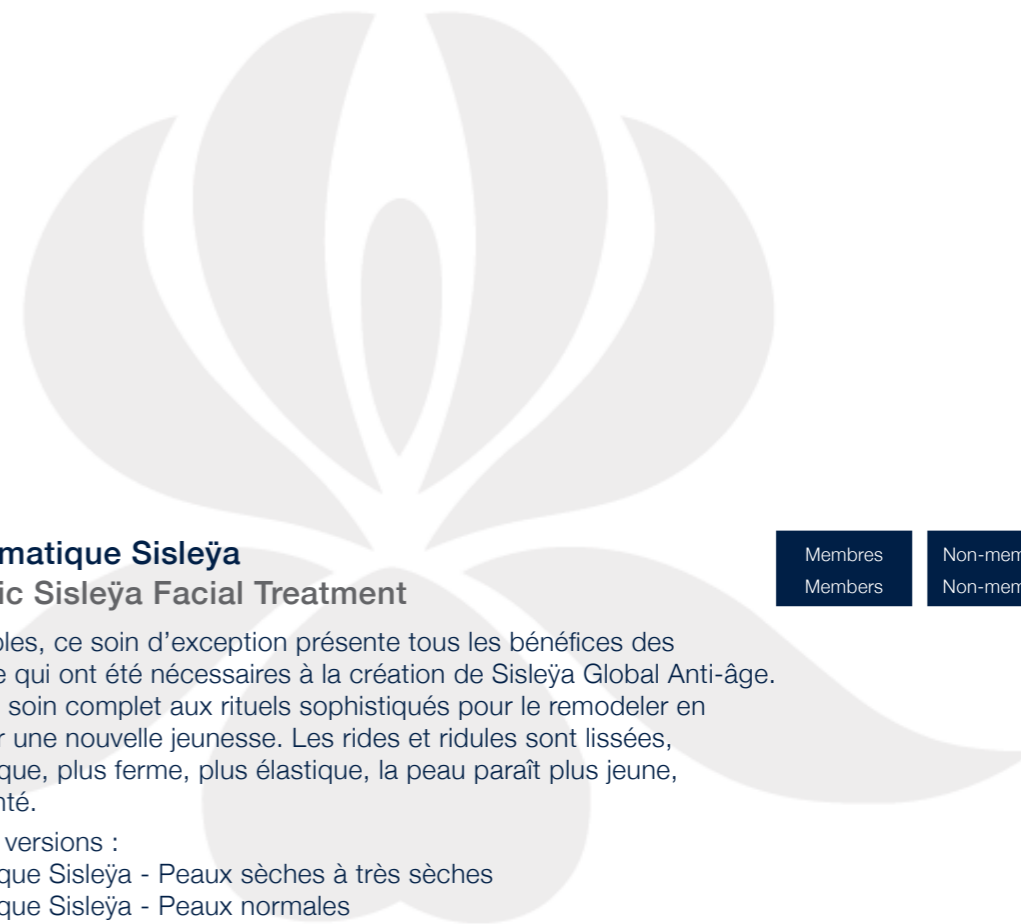 matique Sisleÿa
ic Sisleÿa Facial Treatment
Membres
Members
Non-mem
Non-mem
les, ce soin d’exception présente tous les bénéfices des
e qui ont été nécessaires à la création de Sisleÿa Global Anti-âge.
soin complet aux rituels sophistiqués pour le remodeler en
r une nouvelle jeunesse. Les rides et ridules sont lissées,
que, plus ferme, plus élastique, la peau paraît plus jeune,
nté.
versions :
que Sisleÿa - Peaux sèches à très sèches
que Sisleÿa - Peaux normales